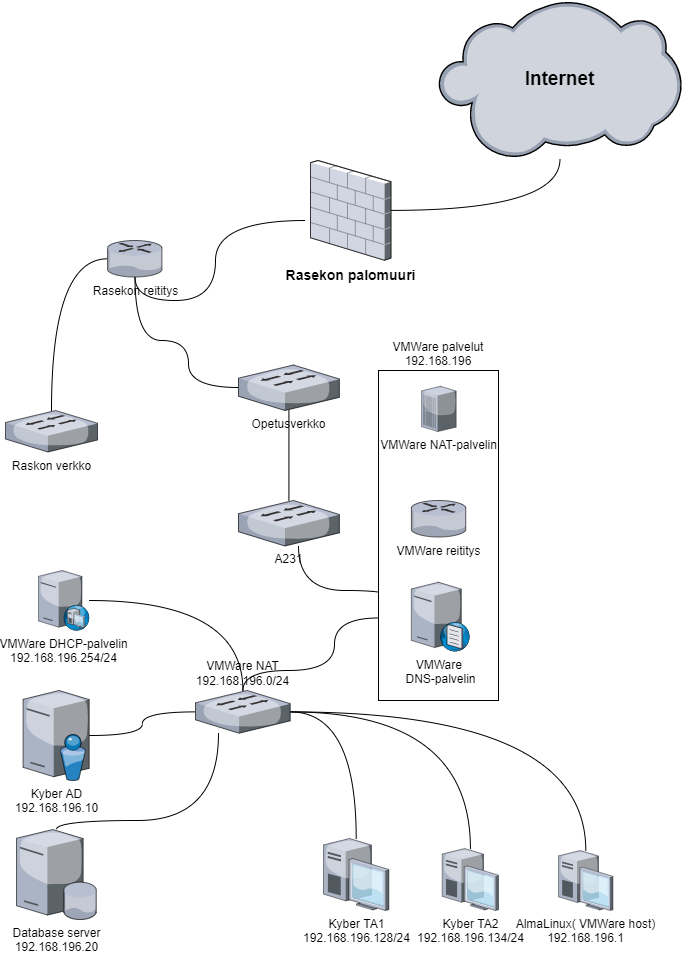 Internet
Rasekon palomuuri
Rasekon reititys
VMWare palvelut
192.168.196
Opetusverkko
VMWare NAT-palvelin
Raskon verkko
VMWare reititys
A231
VMWare DHCP-palvelin
192.168.196.254/24
VMWare NAT
192.168.196.0/24
VMWare
DNS-palvelin
Kyber AD
192.168.196.10
Database server
192.168.196.20
Kyber TA1
192.168.196.128/24
Kyber TA2
192.168.196.134/24
AlmaLinux( VMWare host)
192.168.196.1